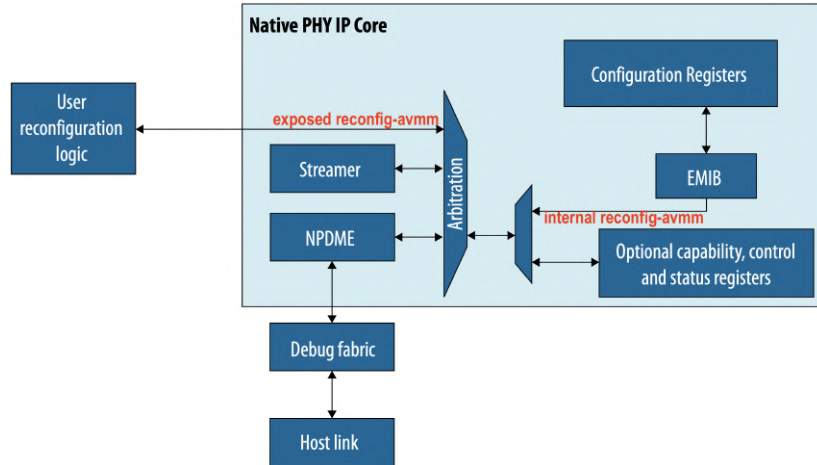 Native PHY IP Core
Configuration Registers
User
reconfiguration
logic
exposed reconfig-avmm
Streamer
Arbitration
EMIB
NPDME
internal reconfig-avmm
Optional capability, control
and status registers
Debug fabric
Host link